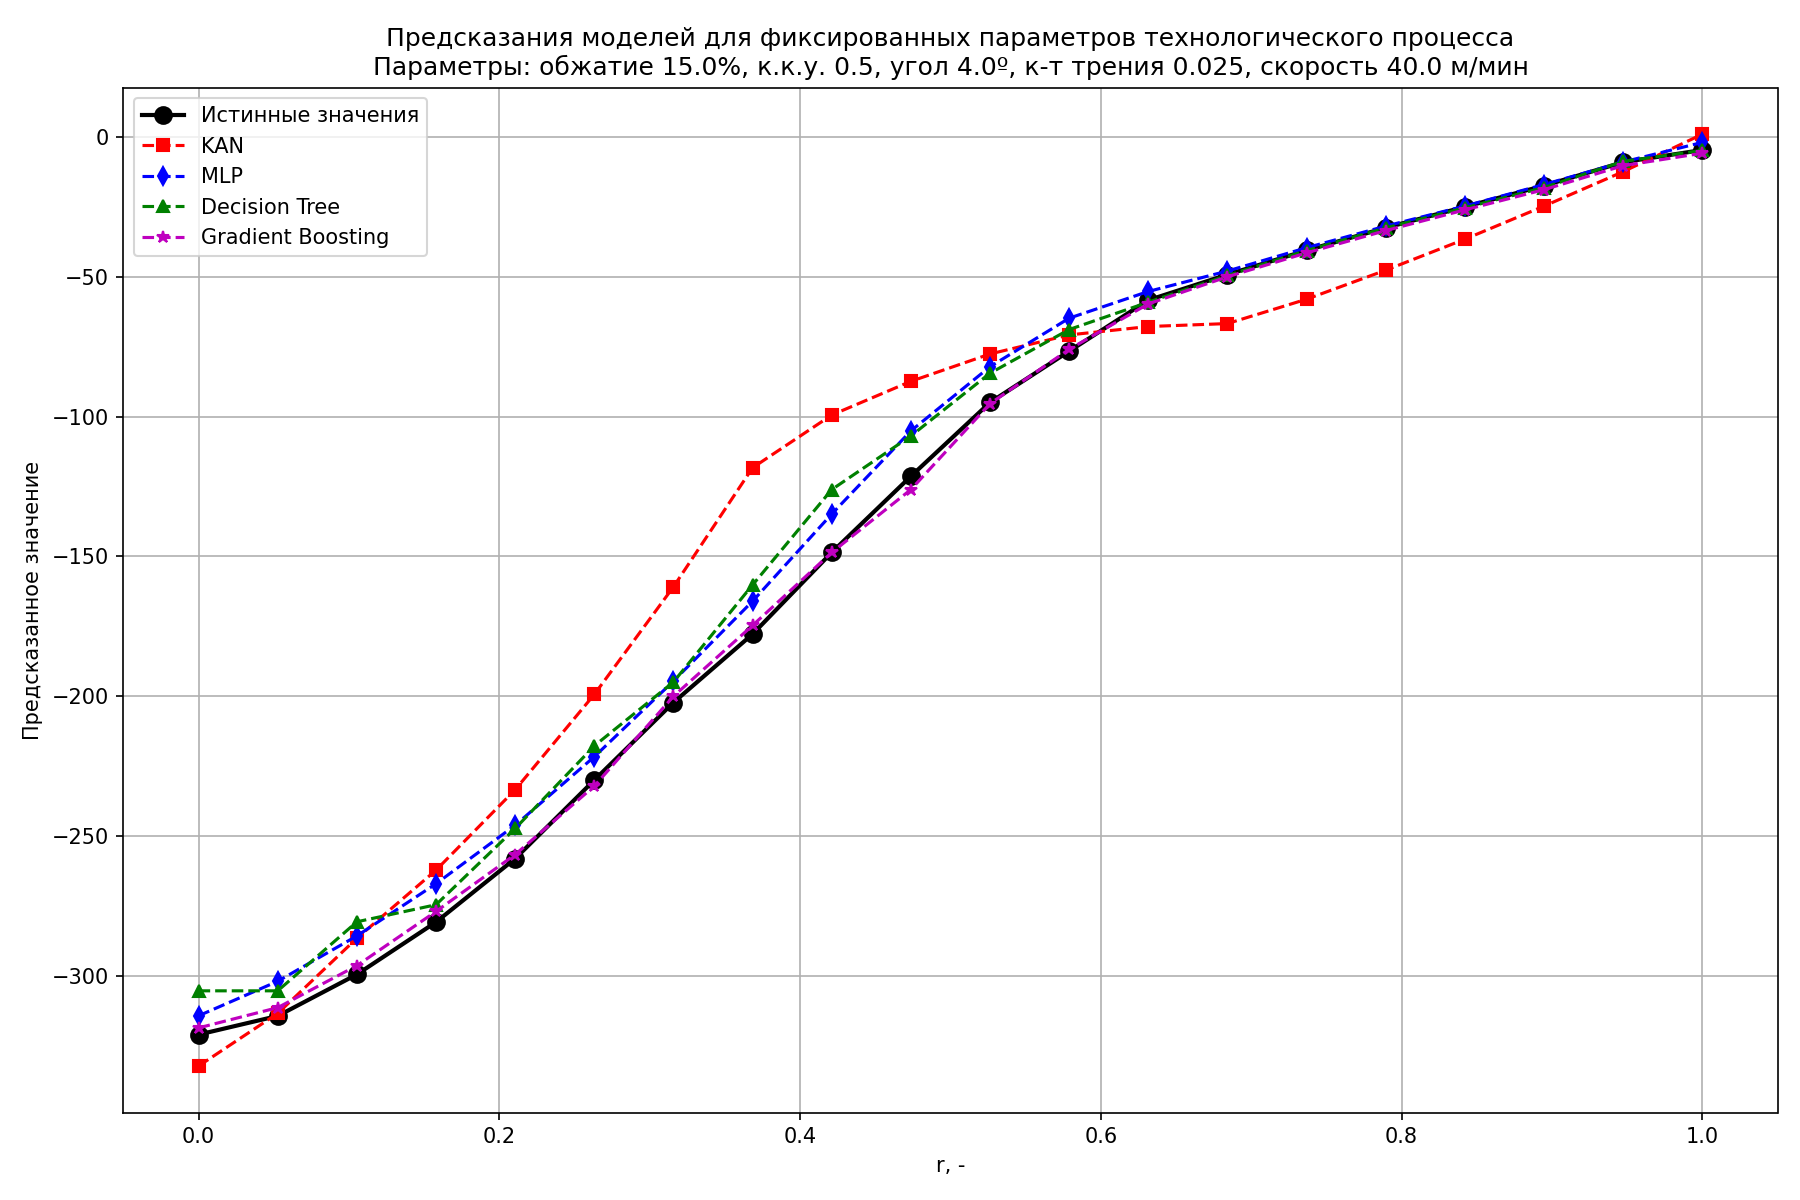 Предсказания моделей для фиксированных параметров технологического процесса
Параметры: обжатие 15.0%, к.к.у. 0.5, угол 4.0º, к-т трения 0.025, скорость 40.0 м/мин
Истинные значения
KAN
MLP
Decision Tree
Gradient Boosting
Предсказанное значение
0
−50
−100
−150
−200
−250
−300
0.0
0.2
0.4
0.6
0.8
1.0
r, -